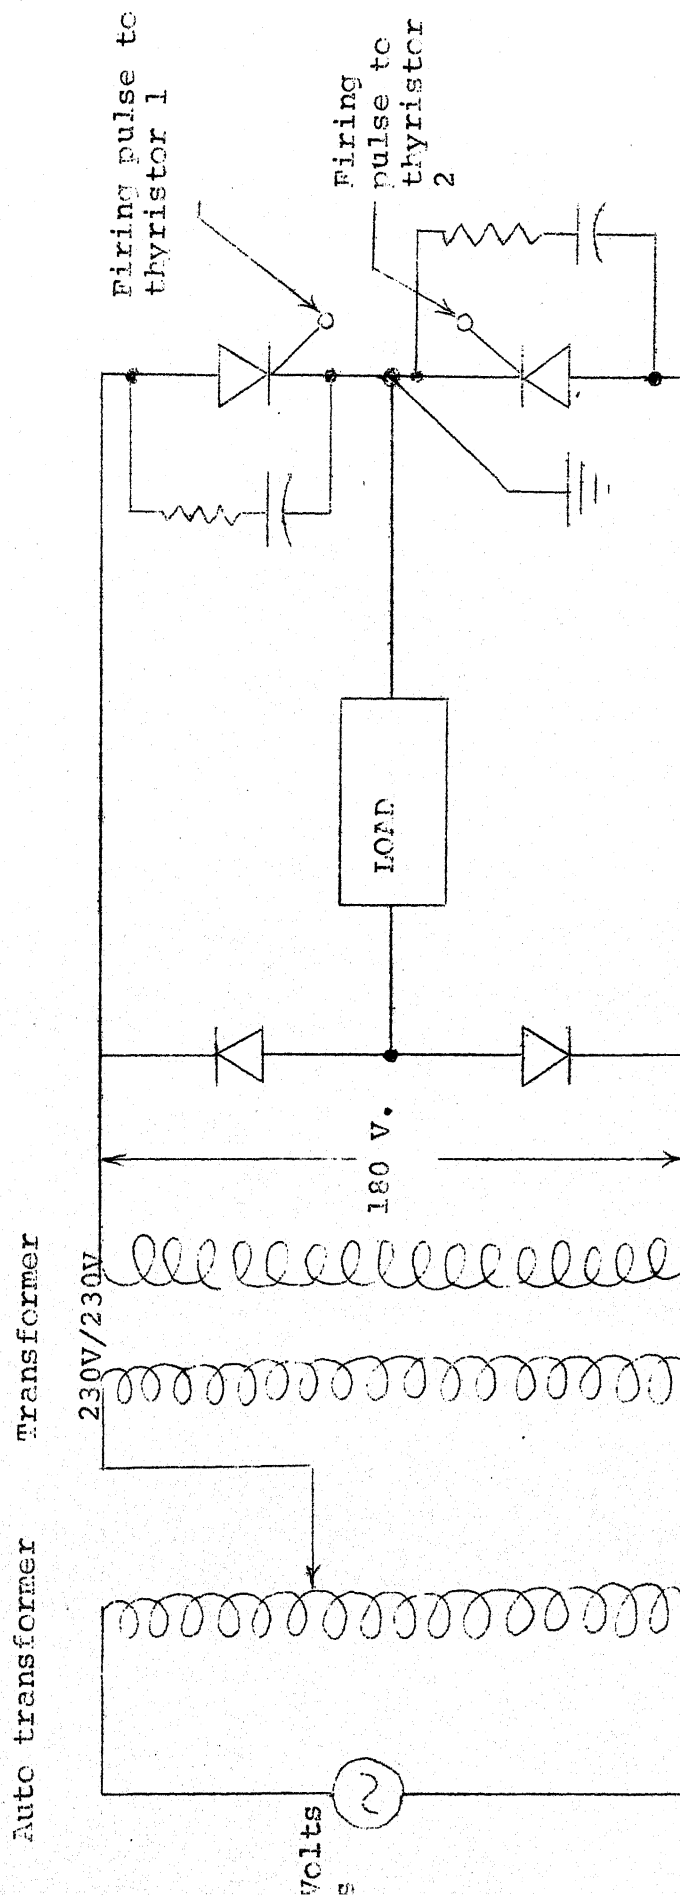 Auto transformer
Transformer
230V/230V
Firing pulse to
thyristor 1
Firing
pulse to
thyristor
2
LOAD
180 V.
Volts
s